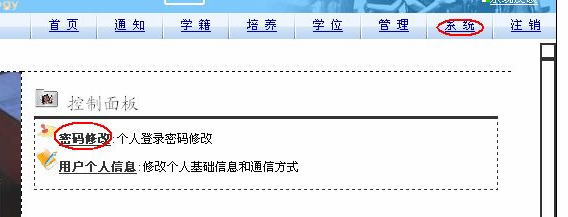 ogy
首 页 通 知 学 籍 培 养 学 位 管 理 系 统 注 销
控制面板
密码修改:个人登录密码修改
用户个人信息:修改个人基础信息和通信方式